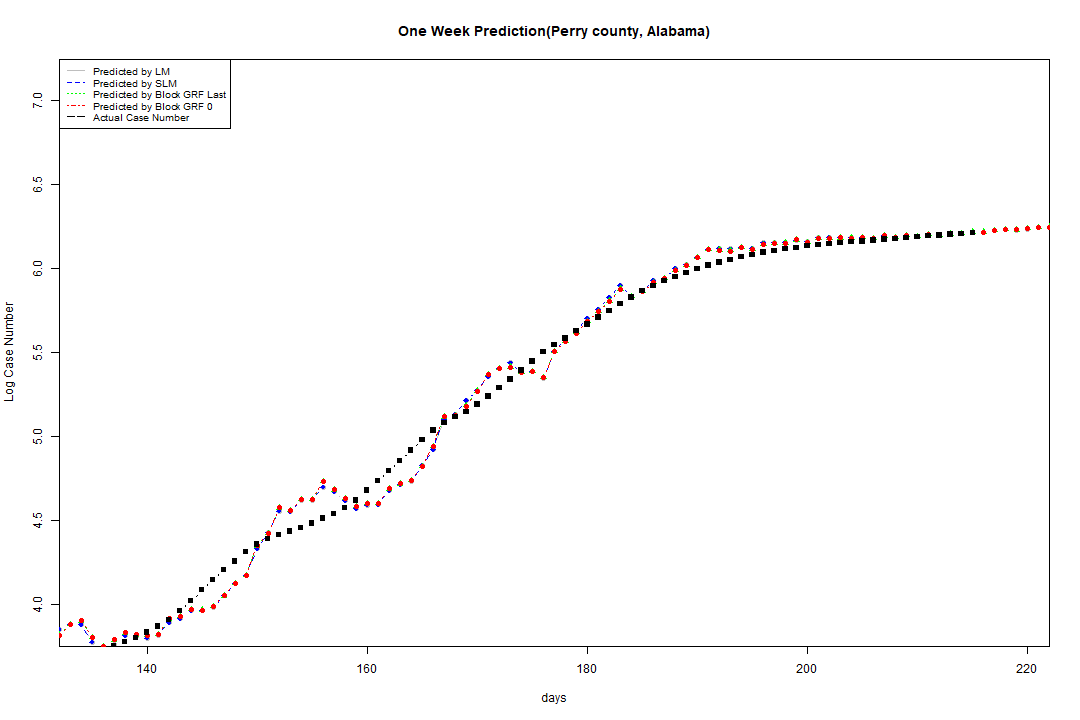 One Week Prediction(Perry county, Alabama)
Predicted by LM
Predicted by SLM
Predicted by Block GRF Last
Predicted by Block GRF 0
Actual Case Number
7.0
6.5
6.0
5.5
5.0
4.5
4.0
Log Case Number
140 160 180 200 220
days